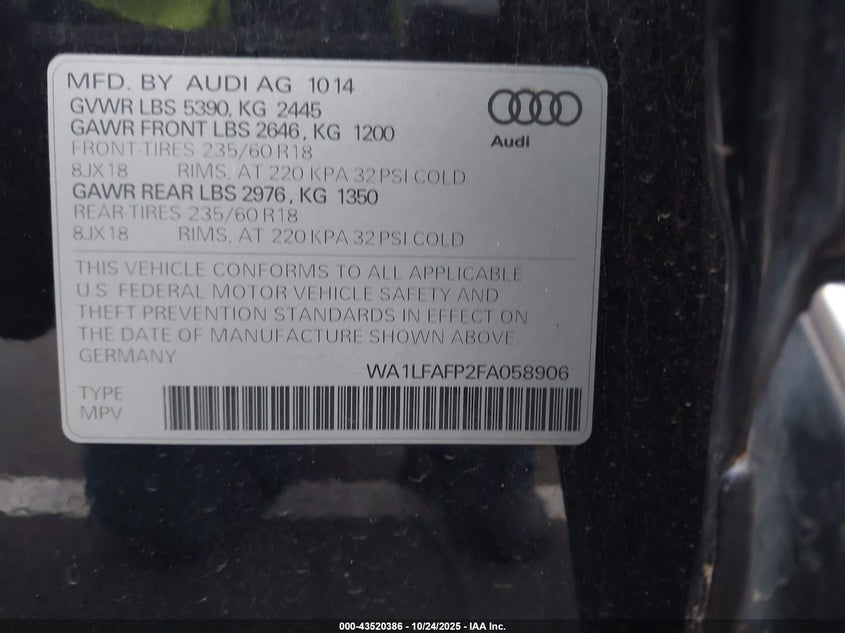 MFD. BY AUDI AG 10 14
GVWR LBS 5390, KG 2445
GAWR FRONT LBS 2646, KG 1200
FRONT-TIRES 235/60 R18
8JX18 RIMS, AT 220 KPA 32 PSI COLD
GAWR REAR LBS 2976, KG 1350
REAR-TIRES 235/60 R18
8JX18 RIMS, AT 220 KPA 32 PSI COLD
Audi
THIS VEHICLE CONFORMS TO ALL APPLICABLE
U.S. FEDERAL MOTOR VEHICLE SAFETY AND
THEFT PREVENTION STANDARDS IN EFFECT ON
THE DATE OF MANUFACTURE SHOWN ABOVE
GERMANY
WA1LFAFP2FA058906
TYPE
MPV
000-43520386 - 10/24/2025 - IAA Inc.